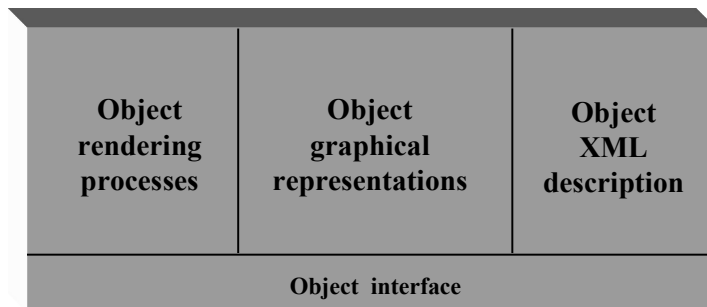 Object
rendering
processes
Object
graphical
representations
Object
XML
description
Object interface